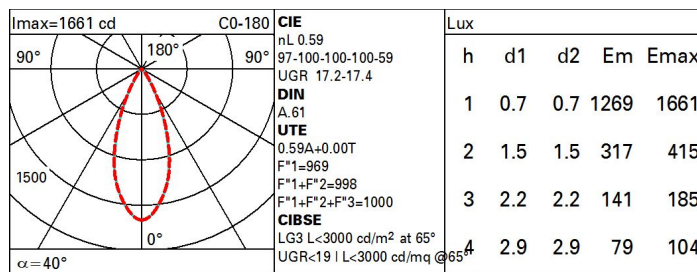 Imax=1661 cd C0-180
90° 180° 90°
1500
0°
α=40°
CIE
nL 0.59
97-100-100-100-59
UGR 17.2-17.4
DIN
A.61
UTE
0.59A+0.00T
F"1=969
F"1+F"2=998
F"1+F"2+F"3=1000
CIBSE
LG3 L<3000 cd/m² at 65°
UGR<19 | L<3000 cd/mq @65°
Lux
h d1 d2 Em Emax
1 0.7 0.7 1269 1661
2 1.5 1.5 317 415
3 2.2 2.2 141 185
4 2.9 2.9 79 104